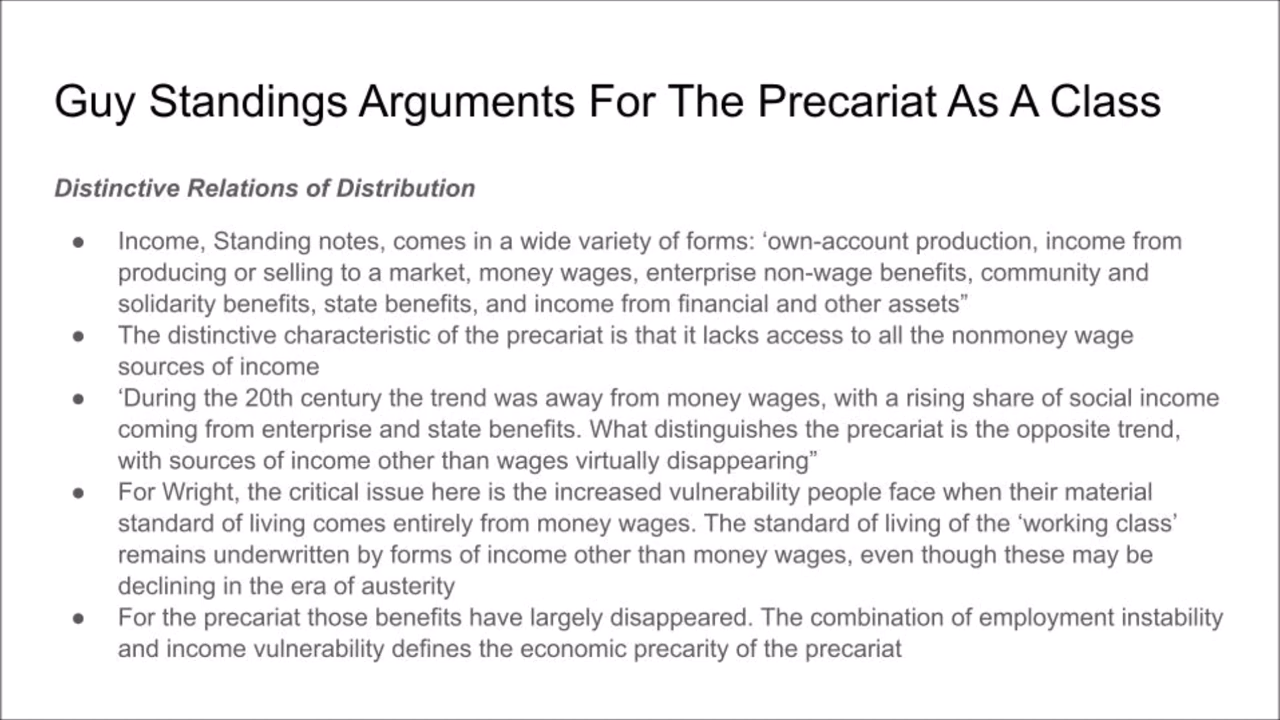 Guy Standings Arguments For The Precariat As A Class
Distinctive Relations of Distribution
● Income, Standing notes, comes in a wide variety of forms: ‘own-account production, income from
producing or selling to a market, money wages, enterprise non-wage benefits, community and
solidarity benefits, state benefits, and income from financial and other assets”
● The distinctive characteristic of the precariat is that it lacks access to all the nonmoney wage
sources of income
● ‘During the 20th century the trend was away from money wages, with a rising share of social income
coming from enterprise and state benefits. What distinguishes the precariat is the opposite trend,
with sources of income other than wages virtually disappearing”
● For Wright, the critical issue here is the increased vulnerability people face when their material
standard of living comes entirely from money wages. The standard of living of the ‘working class’
remains underwritten by forms of income other than money wages, even though these may be
declining in the era of austerity
● For the precariat those benefits have largely disappeared. The combination of employment instability
and income vulnerability defines the economic precarity of the precariat